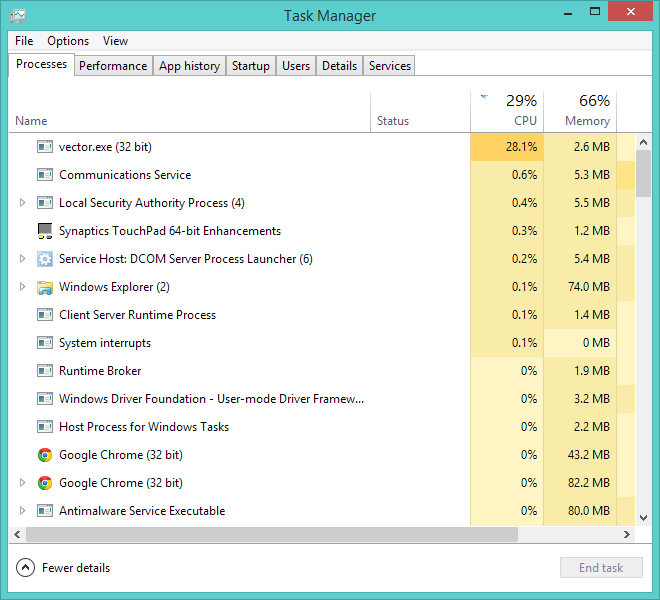 Task Manager
File Options View
Processes Performance App history Startup Users Details Services
29% 66%
Name Status CPU Memory
vector.exe (32 bit) 28.1% 2.6 MB
Communications Service 0.6% 5.3 MB
Local Security Authority Process (4) 0.4% 5.5 MB
Synaptics TouchPad 64-bit Enhancements 0.3% 1.2 MB
Service Host: DCOM Server Process Launcher (6) 0.2% 5.4 MB
Windows Explorer (2) 0.1% 74.0 MB
Client Server Runtime Process 0.1% 1.4 MB
System interrupts 0.1% 0 MB
Runtime Broker 0% 1.9 MB
Windows Driver Foundation - User-mode Driver Framew... 0% 3.2 MB
Host Process for Windows Tasks 0% 2.2 MB
Google Chrome (32 bit) 0% 43.2 MB
Google Chrome (32 bit) 0% 82.2 MB
Antimalware Service Executable 0% 80.0 MB
Fewer details End task